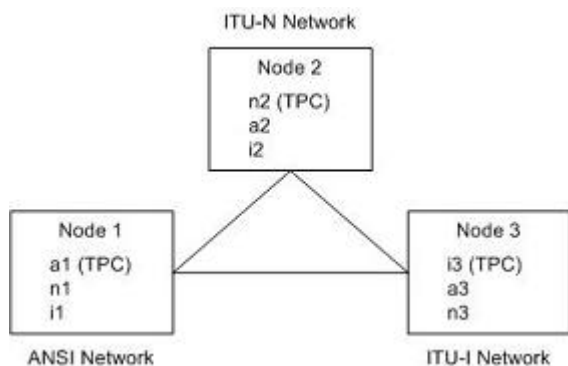 ITU-N Network
Node 2
n2 (TPC)
a2
i2
Node 1
a1 (TPC)
n1
i1
ANSI Network
Node 3
i3 (TPC)
a3
n3
ITU-I Network